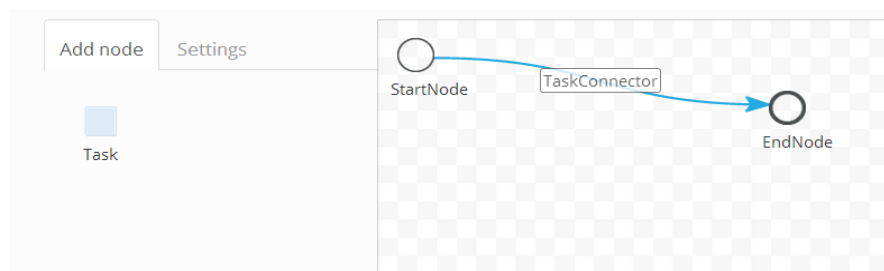 Add node
Settings
Task
StartNode
TaskConnector
EndNode